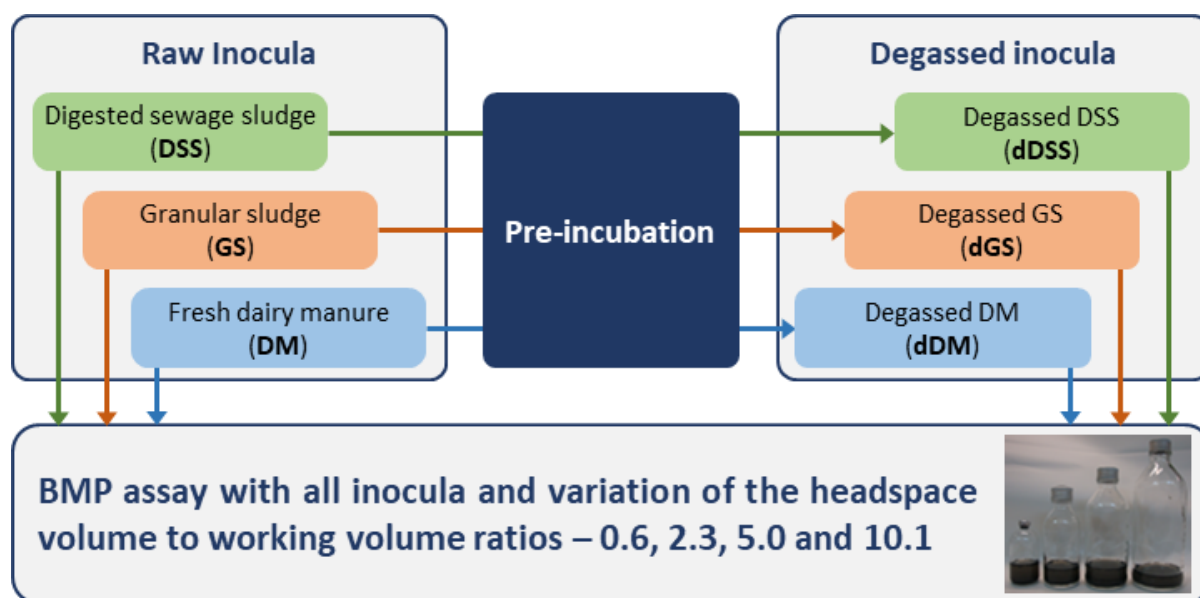 Raw Inocula
Digested sewage sludge
(DSS)
Granular sludge
(GS)
Fresh dairy manure
(DM)
Pre-incubation
Degassed inocula
Degassed DSS
(dDSS)
Degassed GS
(dGS)
Degassed DM
(dDM)
BMP assay with all inocula and variation of the headspace
volume to working volume ratios – 0.6, 2.3, 5.0 and 10.1